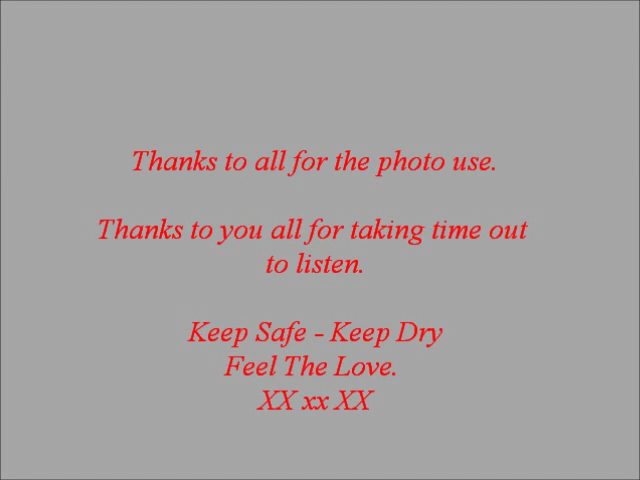 Thanks to all for the photo use.
Thanks to you all for taking time out
to listen.
Keep Safe - Keep Dry
Feel The Love.
XX xx XX